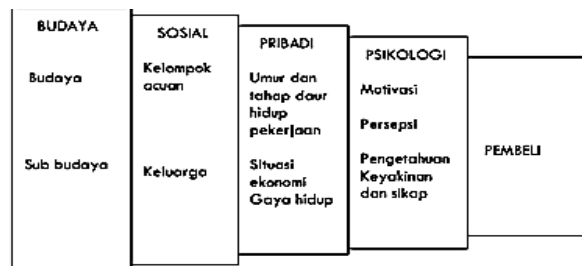 BUDAYA
Budaya
Sub budaya
SOSIAL
Kelompok
acuan
Keluarga
PRIBADI
Umur dan
tahap daur
hidup
pekerjaan
Situasi
ekonomi
Gaya hidup
PSIKOLOGI
Motivasi
Persepsi
Pengetahuan
Keyakinan
dan sikap
PEMBELI